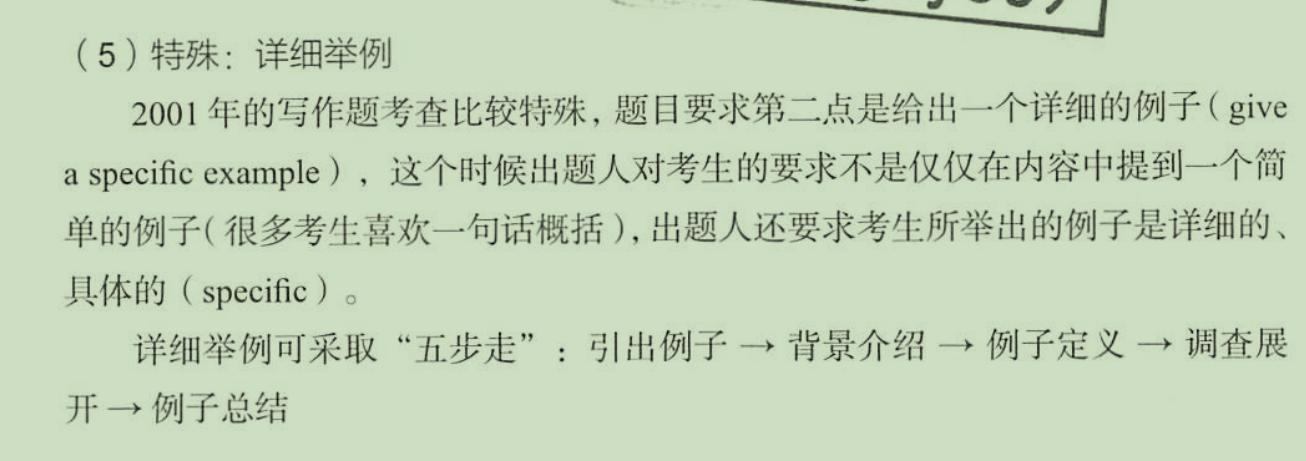 （5）特殊：详细举例
2001 年的写作题考查比较特殊，题目要求第二点是给出一个详细的例子（give
a specific example），这个时候出题人对考生的要求不是仅仅在内容中提到一个简
单的例子（很多考生喜欢一句话概括），出题人还要求考生所举出的例子是详细的、
具体的（specific）。
详细举例可采取“五步走”：引出例子 → 背景介绍 → 例子定义 → 调查展
开 → 例子总结